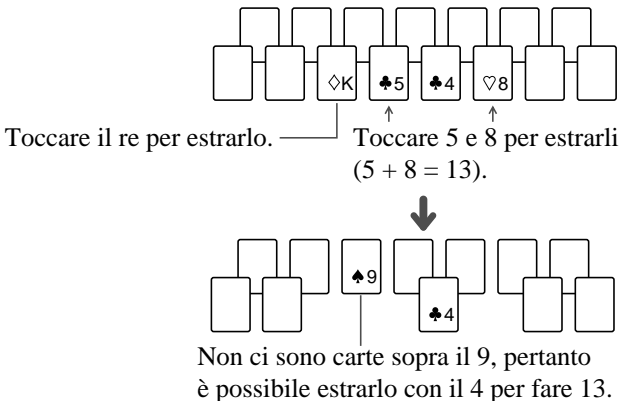 ♢K ♣5 ♣4 ♡8
Toccare il re per estrarlo.
Toccare 5 e 8 per estrarli
(5 + 8 = 13).
♠9
♣4
Non ci sono carte sopra il 9, pertanto
è possibile estrarlo con il 4 per fare 13.